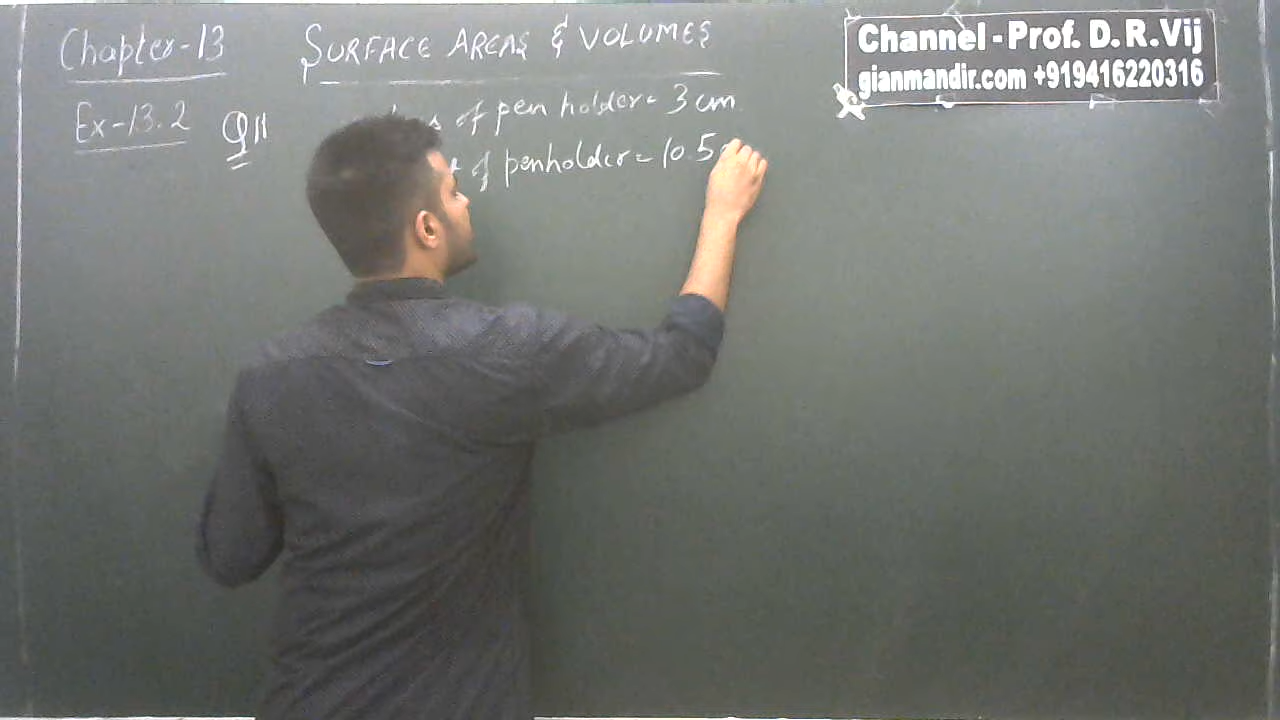 Chapter-13 SURFACE AREAS & VOLUMES
Channel - Prof. D. R. Vij
gianmandir.com +919416220316
Ex-13.2 Q11
of pen holder = 3 cm
of penholder = 10.5